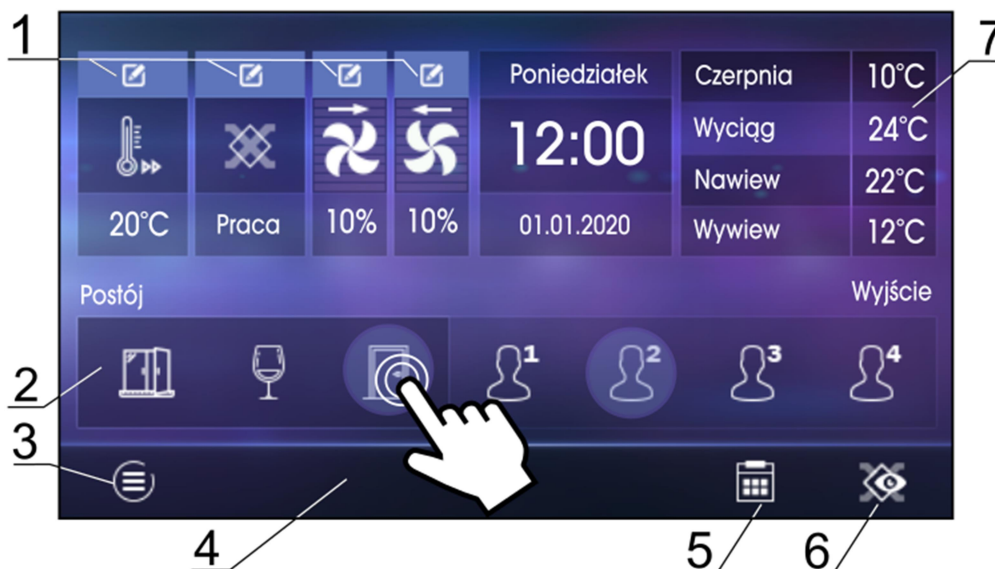 1
7
Poniedziałek
12:00
01.01.2020
20°C
Praca
10%
10%
Czerpnia 10°C
Wyciąg 24°C
Nawiew 22°C
Wywiew 12°C
Postój
Wyjście
2
1
2
3
4
3
4
5
6